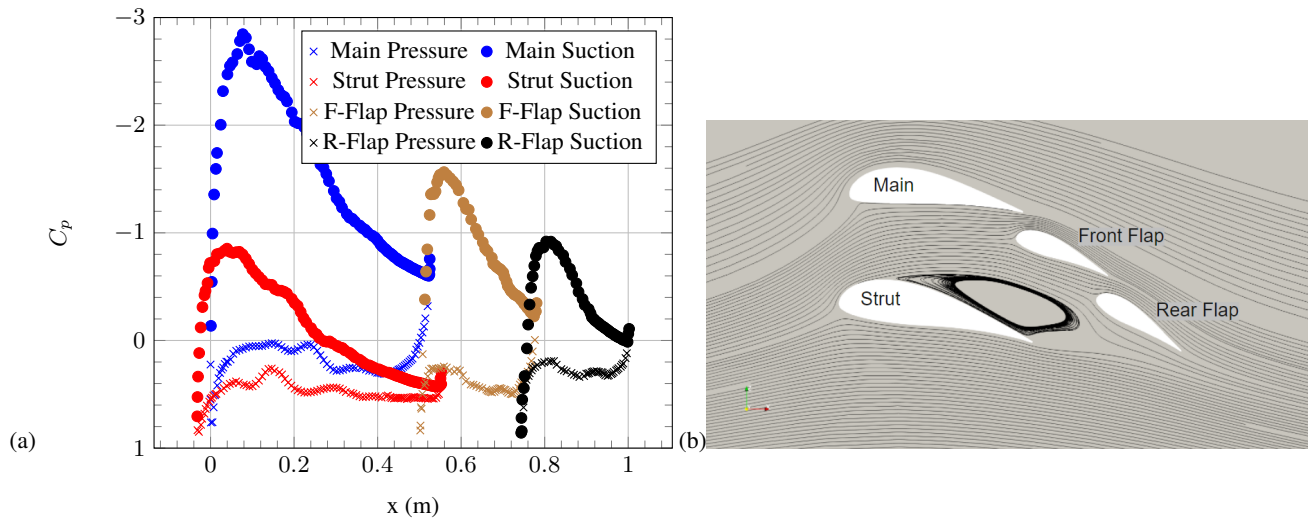 −3
−2
−1
0
1
C_p
0 0.2 0.4 0.6 0.8 1
x (m)
Main Pressure Main Suction
Strut Pressure Strut Suction
F-Flap Pressure F-Flap Suction
R-Flap Pressure R-Flap Suction
(a)
(b)
Main
Front Flap
Strut
Rear Flap